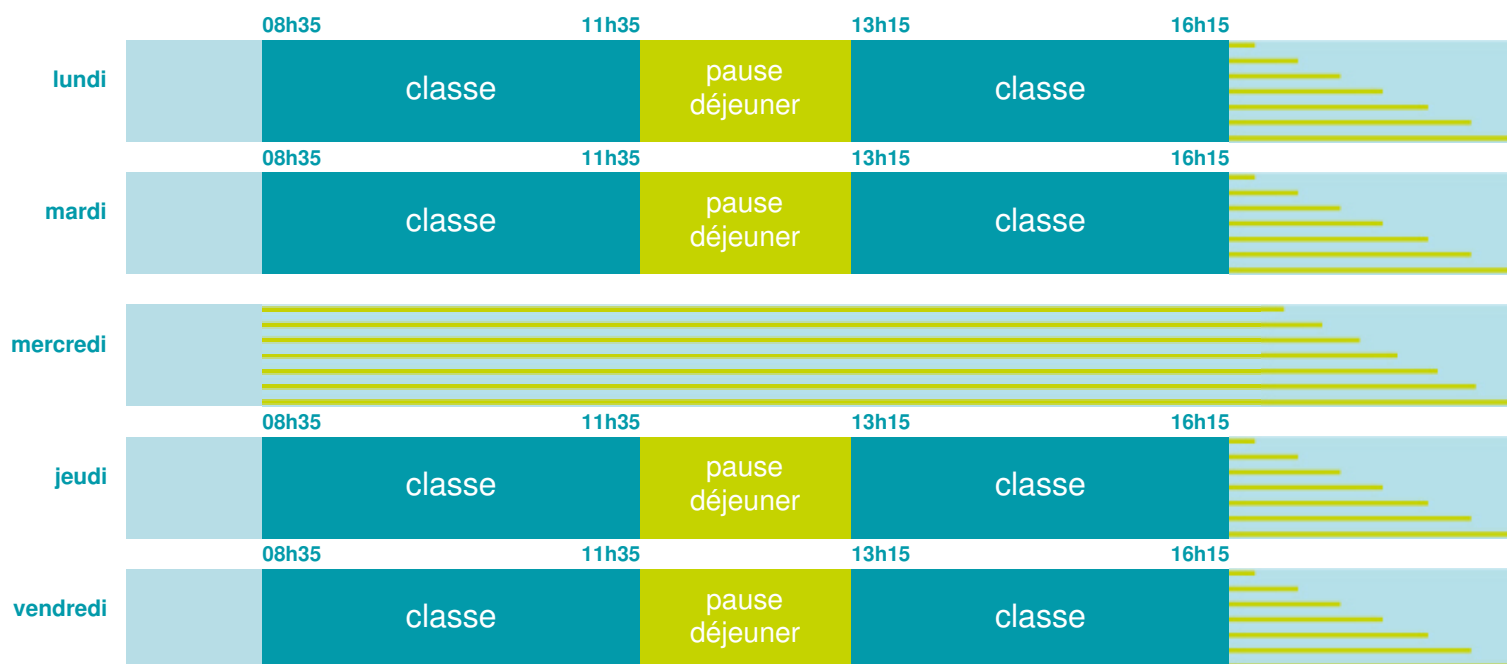 08h35 11h35 13h15 16h15
lundi
classe
pause
déjeuner
classe
08h35 11h35 13h15 16h15
mardi
classe
pause
déjeuner
classe
mercredi
08h35 11h35 13h15 16h15
jeudi
classe
pause
déjeuner
classe
08h35 11h35 13h15 16h15
vendredi
classe
pause
déjeuner
classe